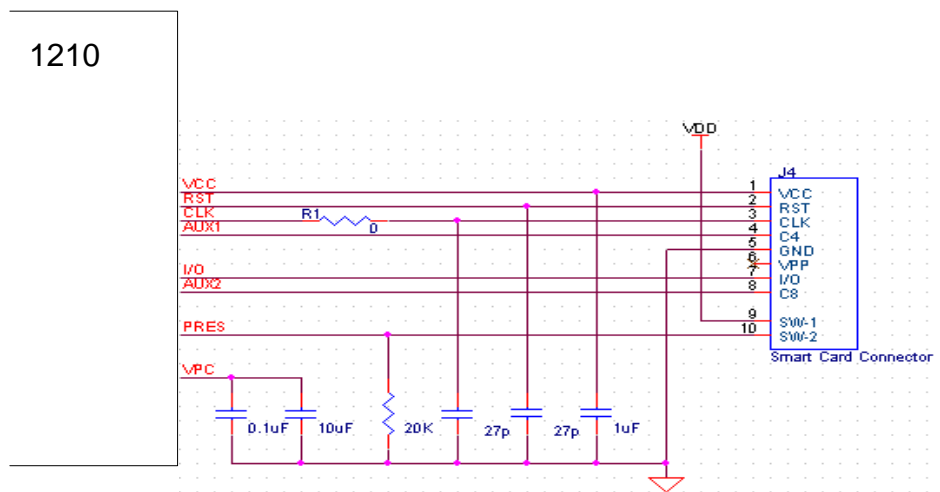 1210
VDD
J4
VCC 1 VCC
RST 2 RST
CLK R1 0 3 CLK
AUX1 4 C4
5 GND
6 VPP
I/O 7 I/O
AUX2 8 C8
9 SW-1
PRES 10 SW-2
Smart Card Connector
VPC
0.1uF 10uF 20K 27p 27p 1uF